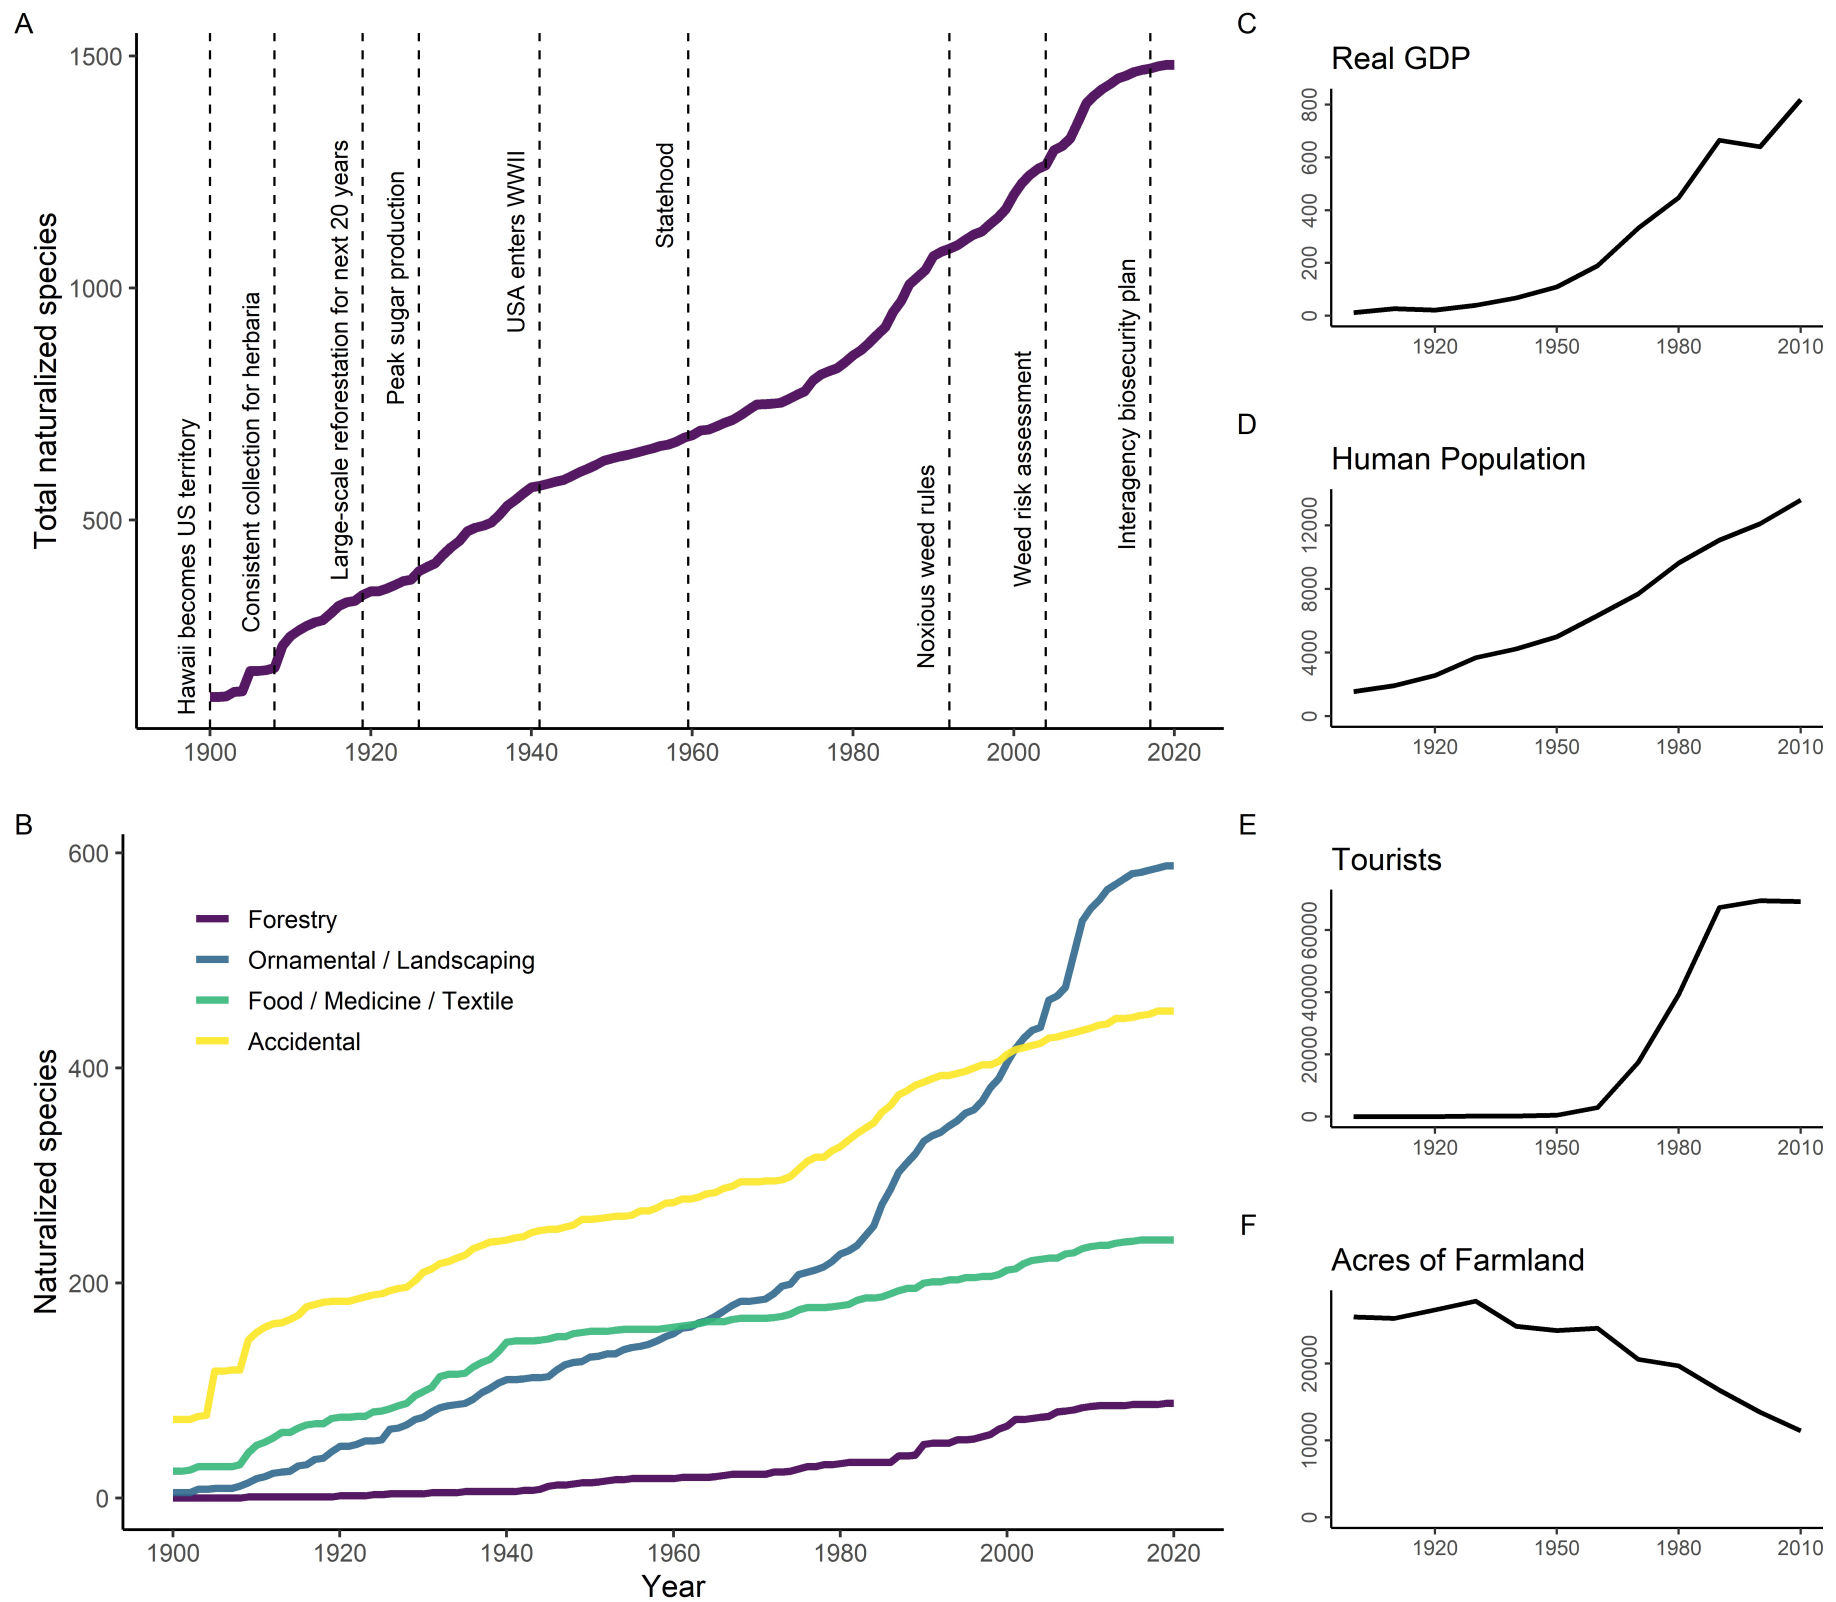 A
Total naturalized species
1500
1000
500
Hawaii becomes US territory
Consistent collection for herbaria
Large-scale reforestation for next 20 years
Peak sugar production
USA enters WWII
Statehood
Noxious weed rules
Weed risk assessment
Interagency biosecurity plan
1900 1920 1940 1960 1980 2000 2020
B
Naturalized species
600
400
200
0
Forestry
Ornamental / Landscaping
Food / Medicine / Textile
Accidental
1900 1920 1940 1960 1980 2000 2020
Year
C
Real GDP
800
600
400
200
0
1920 1950 1980 2010
D
Human Population
12000
8000
4000
0
1920 1950 1980 2010
E
Tourists
60000
40000
20000
0
1920 1950 1980 2010
F
Acres of Farmland
20000
10000
0
1920 1950 1980 2010